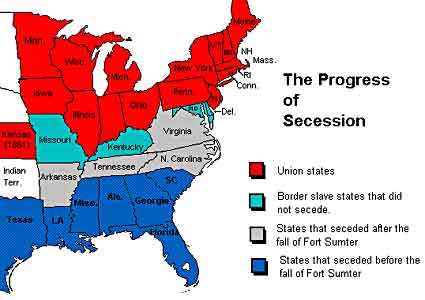 Maine
Minn.
VT
NH
Wisc.
New York
Mass.
Mich.
RI
Conn.
Iowa
Penn.
The Progress
of
Secession
Illinois
Ohio
Del.
Kansas
(1861)
Missouri
Kentucky
Virginia
Union states
Indian
Terr.
Tennessee
N. Carolina
Arkansas
Border slave states that did
not secede.
SC
Texas
LA
Miss.
Ala.
Georgia
States that seceded after the
fall of Fort Sumter
Florida
States that seceded before the
fall of Fort Sumter